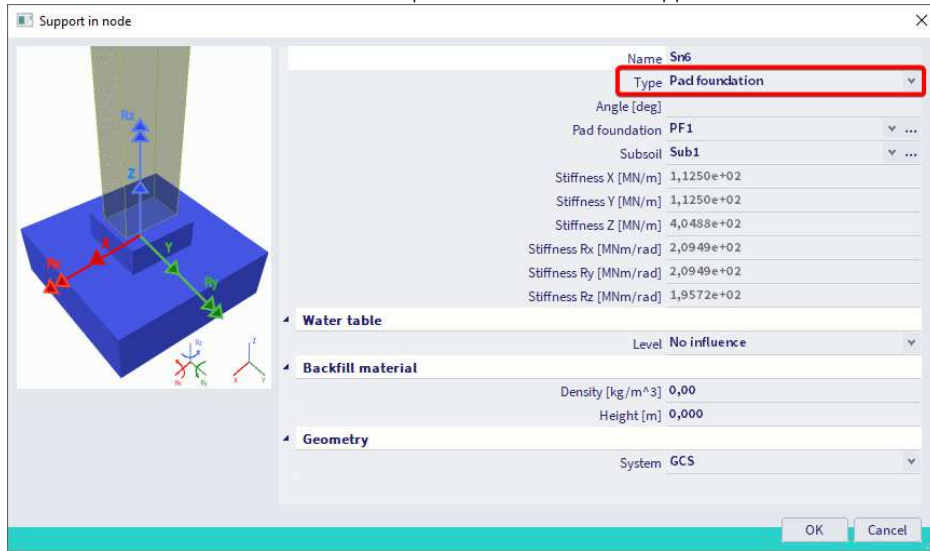 Support in node
Name Sn6
Type Pad foundation
Angle [deg]
Pad foundation PF1 ...
Subsoil Sub1 ...
Stiffness X [MN/m] 1,1250e+02
Stiffness Y [MN/m] 1,1250e+02
Stiffness Z [MN/m] 4,0488e+02
Stiffness Rx [MNm/rad] 2,0949e+02
Stiffness Ry [MNm/rad] 2,0949e+02
Stiffness Rz [MNm/rad] 1,9572e+02
Water table
Level No influence
Backfill material
Density [kg/m^3] 0,00
Height [m] 0,000
Geometry
System GCS
OK Cancel
Rz
Z
X
Y
Rx
Ry
Rz
Z
Rx
Ry
X
Y